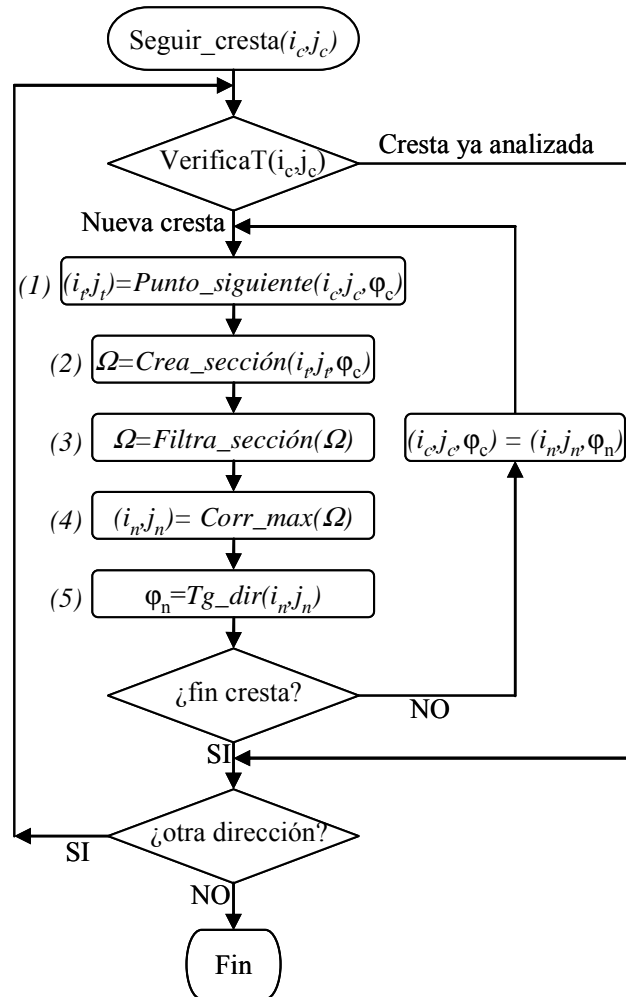 Seguir_cresta(i_c,j_c)
VerificaT(i_c,j_c)
Cresta ya analizada
Nueva cresta
(1) (i_t,j_t)=Punto_siguiente(i_c,j_c,φ_c)
(2) Ω=Crea_sección(i_t,j_t,φ_c)
(3) Ω=Filtra_sección(Ω)
(i_c,j_c,φ_c) = (i_n,j_n,φ_n)
(4) (i_n,j_n)= Corr_max(Ω)
(5) φ_n=Tg_dir(i_n,j_n)
¿fin cresta?
NO
SI
¿otra dirección?
SI
NO
Fin